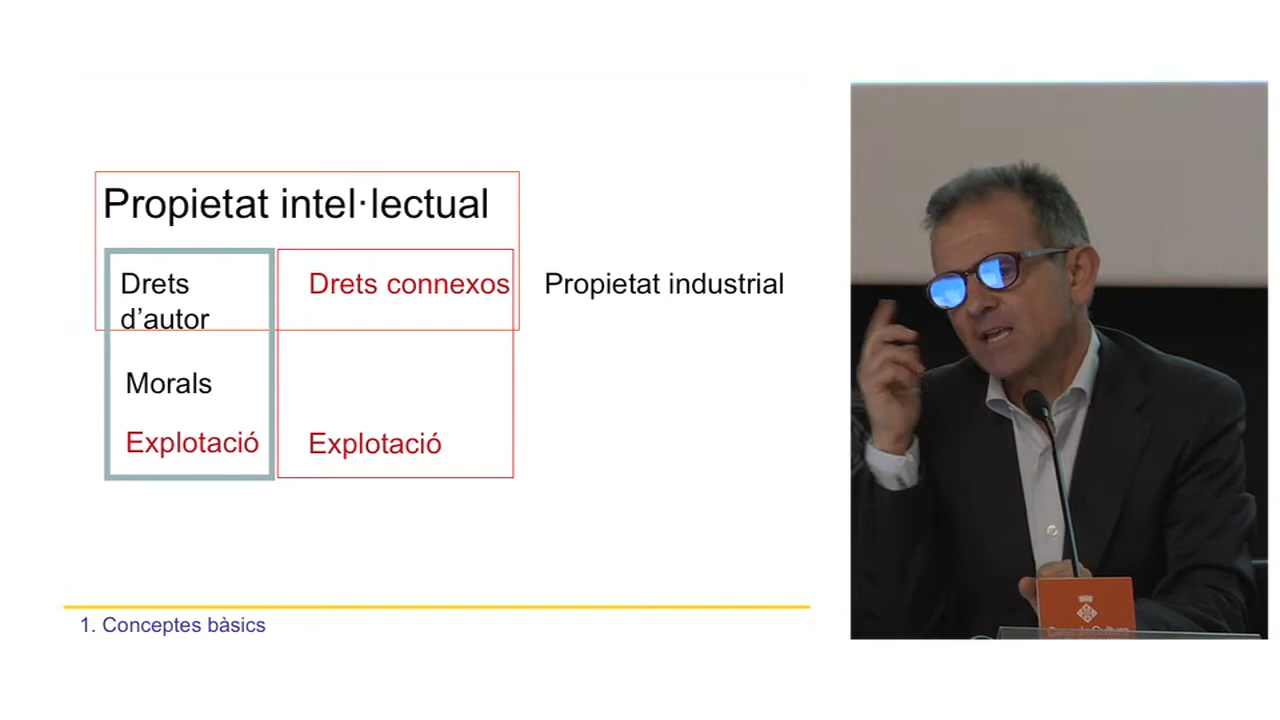 Propietat intel·lectual
Drets
d’autor
Drets connexos
Propietat industrial
Morals
Explotació
Explotació
1. Conceptes bàsics